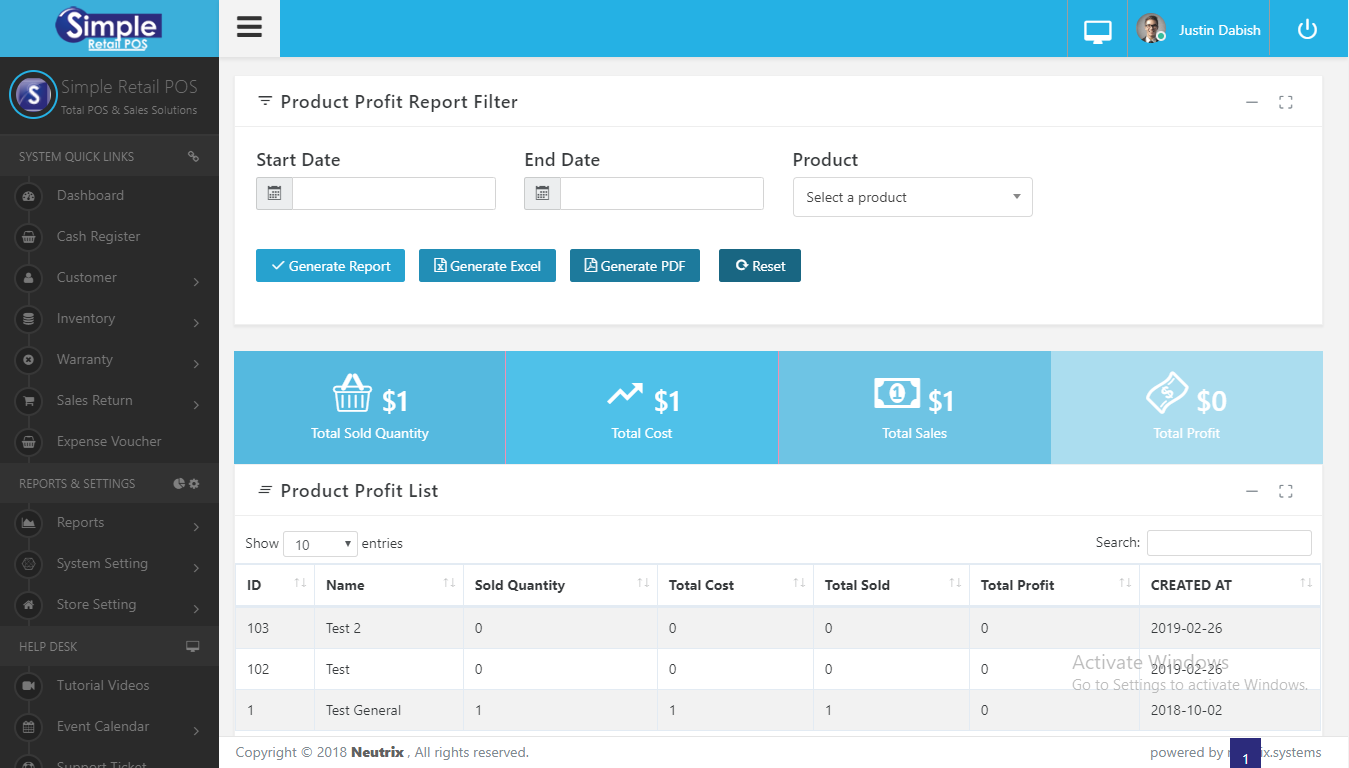 Simple
Retail POS
Justin Dabish
S
Simple Retail POS
Total POS & Sales Solutions
SYSTEM QUICK LINKS
Dashboard
Cash Register
Customer
Inventory
Warranty
Sales Return
Expense Voucher
REPORTS & SETTINGS
Reports
System Setting
Store Setting
HELP DESK
Tutorial Videos
Event Calendar
Support Ticket
Product Profit Report Filter
Start Date End Date Product
Select a product
Generate Report Generate Excel Generate PDF Reset
$1 $1 1 $1 $ $0
Total Sold Quantity Total Cost Total Sales Total Profit
Product Profit List
Show 10 entries Search:
ID Name Sold Quantity Total Cost Total Sold Total Profit CREATED AT
103 Test 2 0 0 0 0 2019-02-26
102 Test 0 0 0 0 2019-02-26
1 Test General 1 1 1 0 2018-10-02
Activate Windows
Go to Settings to activate Windows.
Copyright © 2018 Neutrix , All rights reserved. powered by ix.systems
1